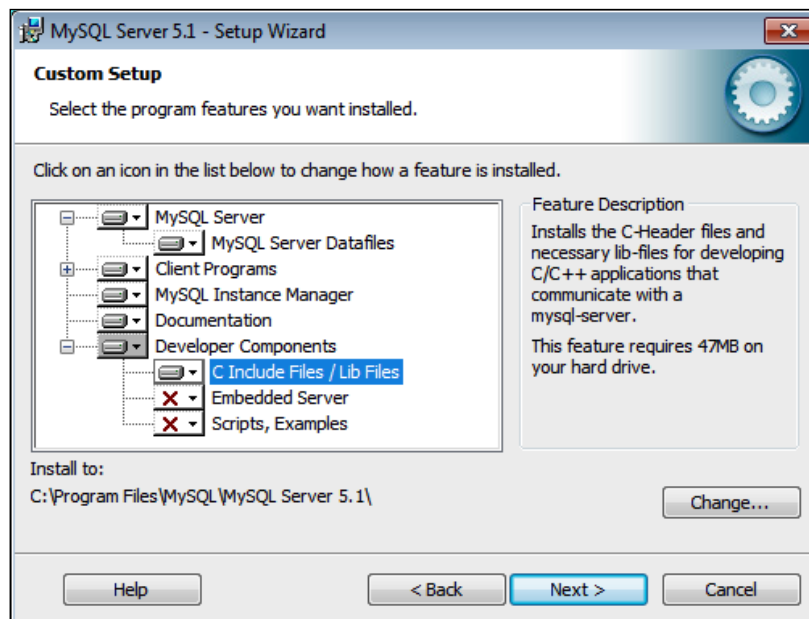 MySQL Server 5.1 - Setup Wizard
Custom Setup
Select the program features you want installed.
Click on an icon in the list below to change how a feature is installed.
MySQL Server
MySQL Server Datafiles
Client Programs
MySQL Instance Manager
Documentation
Developer Components
C Include Files / Lib Files
Embedded Server
Scripts, Examples
Feature Description
Installs the C-Header files and
necessary lib-files for developing
C/C++ applications that
communicate with a
mysql-server.
This feature requires 47MB on
your hard drive.
Install to:
C:\Program Files\MySQL\MySQL Server 5.1\
Change...
Help
< Back
Next >
Cancel